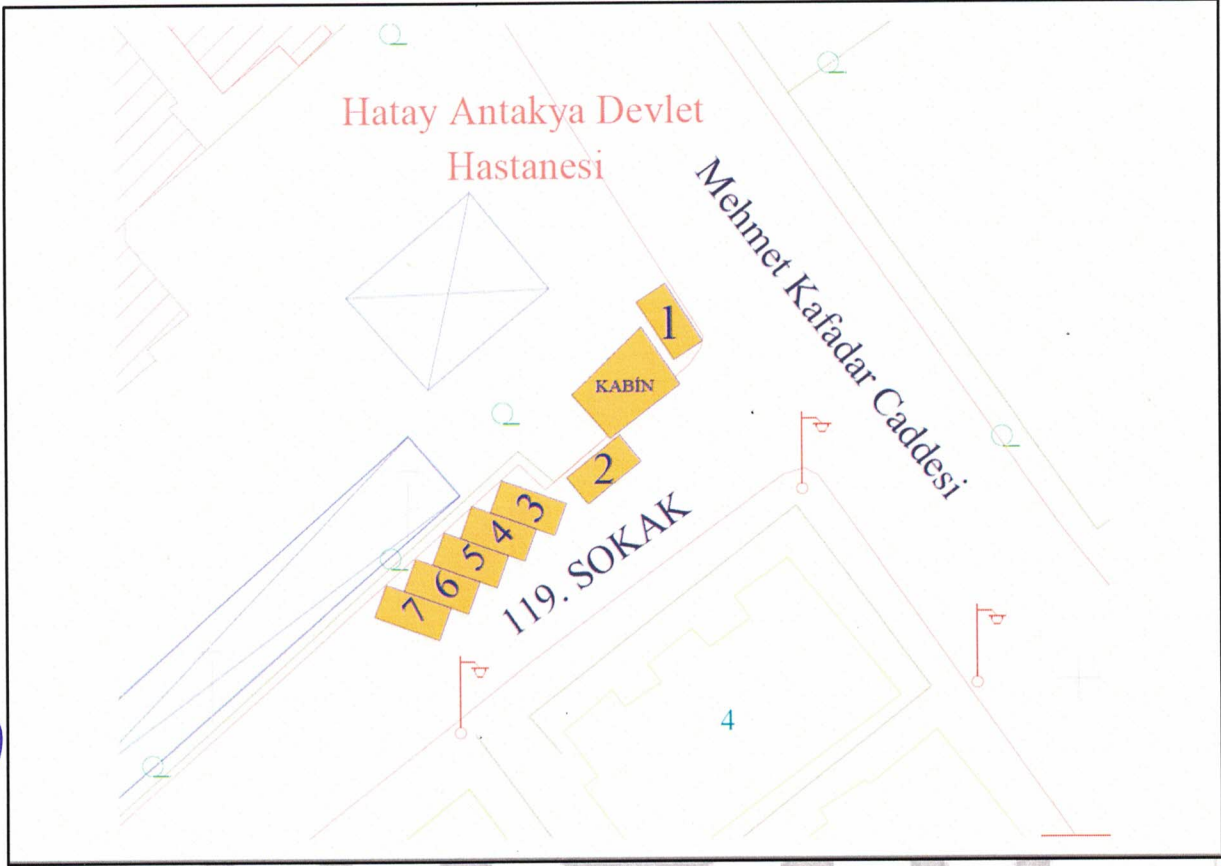 Hatay Antakya Devlet
Hastanesi
Mehmet Kafadar Caddesi
1
KABİN
2
3
4
5
6
7
119. SOKAK
4